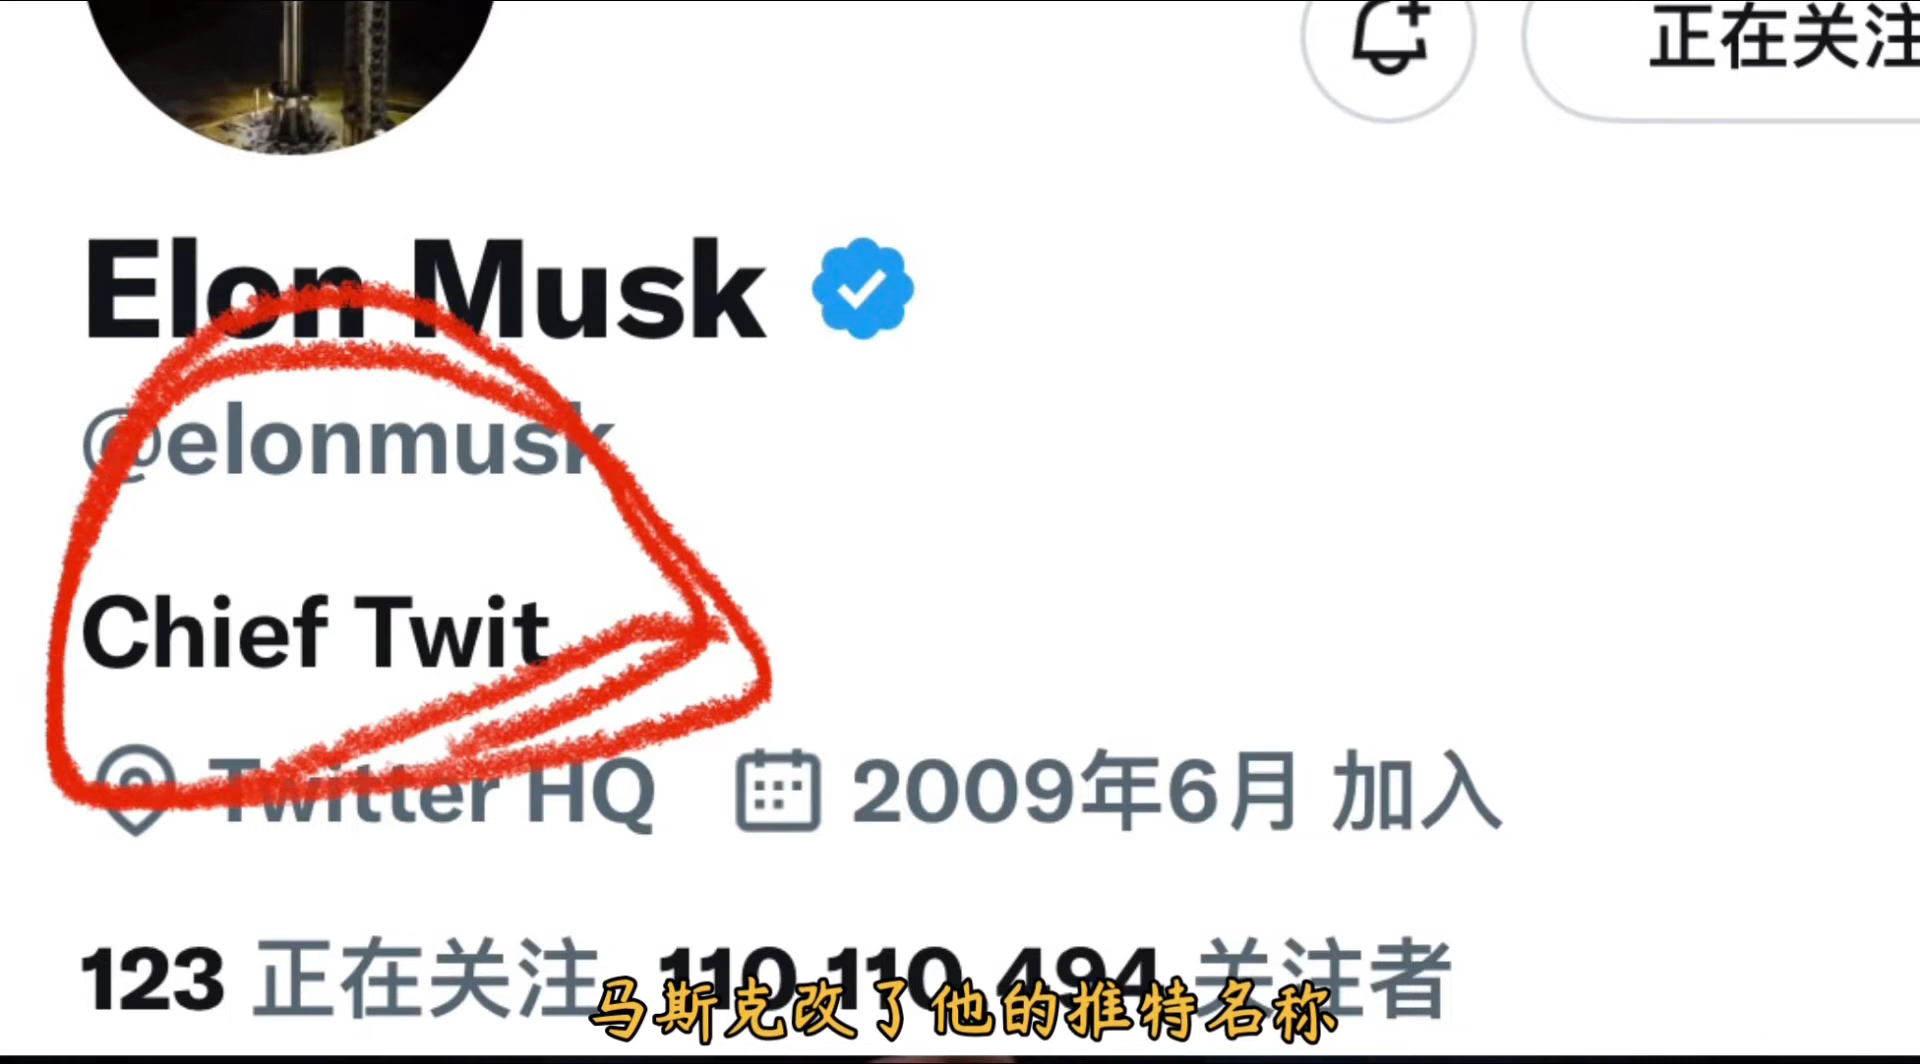 正在关注
Elon Musk
@elonmusk
Chief Twit
Twitter HQ 2009年6月 加入
123 正在关注 110,110,494 关注者
马斯克改了他的推特名称